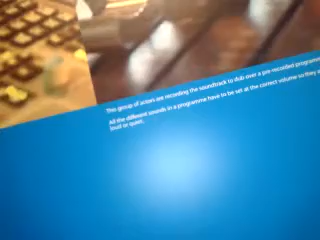 This group of actors are recording the soundtrack to dub over a pre-recorded programme
All the different sounds in a programme have to be set at the correct volume so they
loud or quiet.